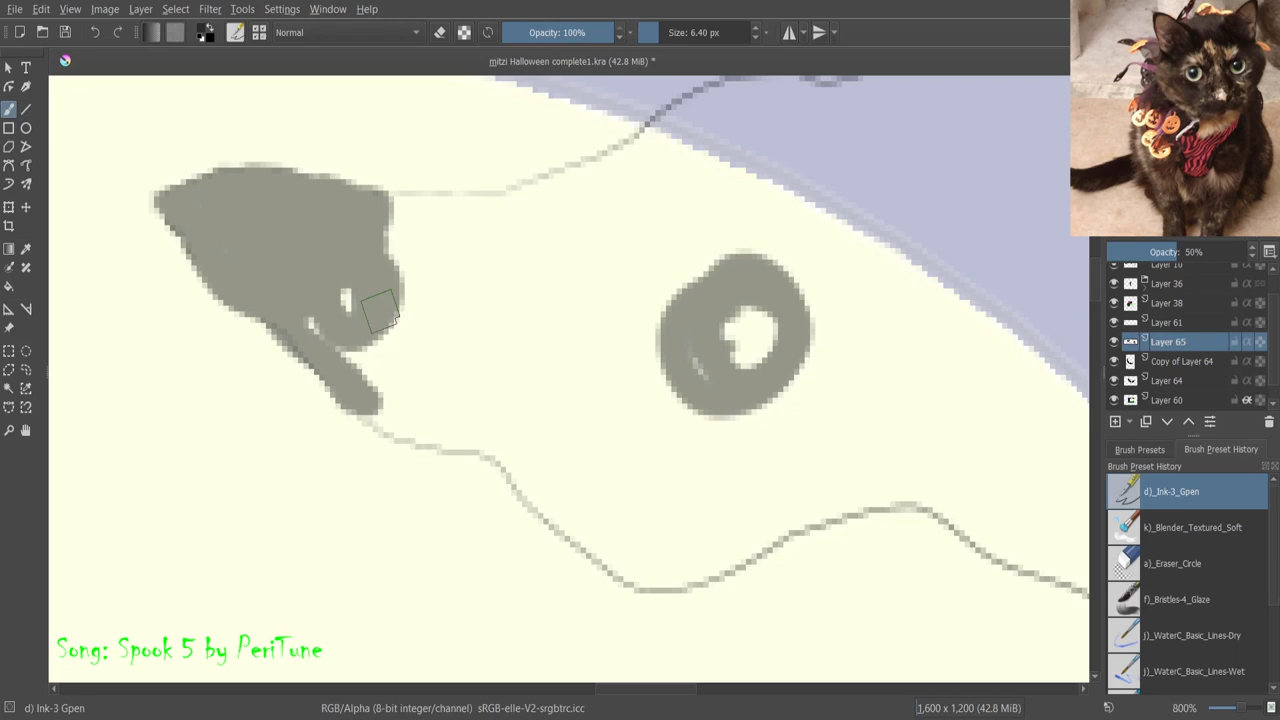 File Edit View Image Layer Select Filter Tools Settings Window Help
Normal
Opacity: 100%
Size: 6.40 px
mitzi Halloween complete1.kra (42.8 MiB) *
Opacity: 50%
Layer 36
Layer 38
Layer 61
Layer 65
Copy of Layer 64
Layer 64
Layer 60
Brush Presets
Brush Preset History
Brush Preset History
d)_Ink-3_Gpen
k)_Blender_Textured_Soft
a)_Eraser_Circle
f)_Bristles-4_Glaze
j)_WaterC_Basic_Lines-Dry
j)_WaterC_Basic_Lines-Wet
Song: Spook 5 by PeriTune
d) Ink-3 Gpen
RGB/Alpha (8-bit integer/channel) sRGB-elle-V2-srgbtrc.icc
1,600 x 1,200 (42.8 MiB)
800%